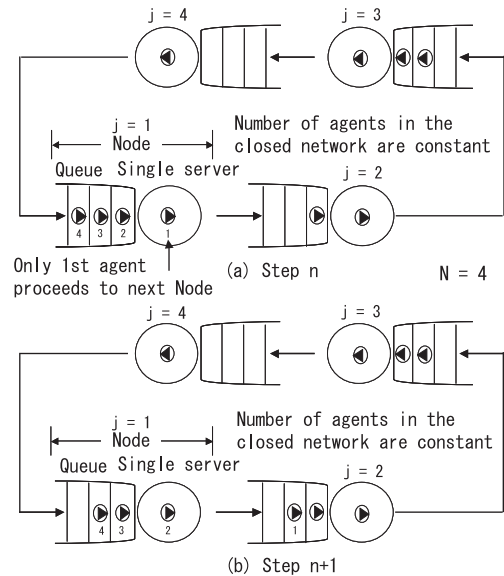 j = 4
j = 3
j = 1
Node
Number of agents in the
closed network are constant
Queue Single server
j = 2
4 3 2 1
Only 1st agent
proceeds to next Node
(a) Step n
N = 4
j = 4
j = 3
j = 1
Node
Number of agents in the
closed network are constant
Queue Single server
j = 2
4 3 2 1
(b) Step n+1